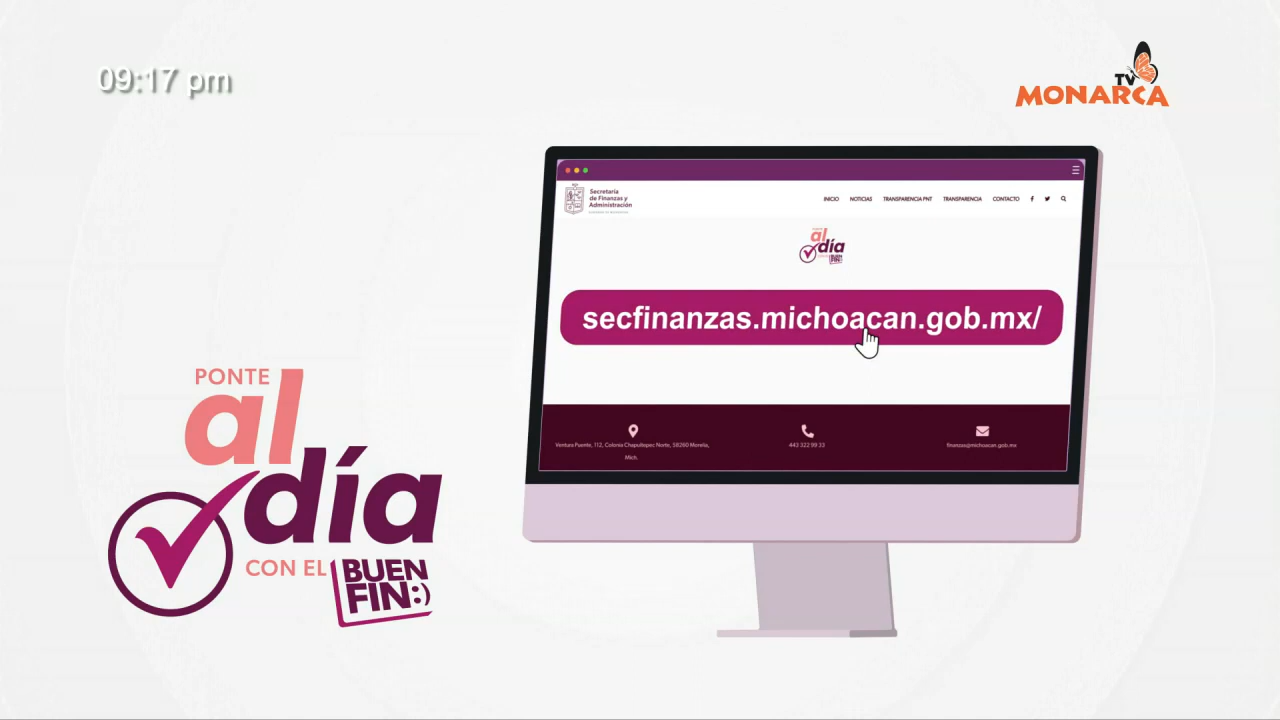 09:17 pm
TV
MONARCA
Secretaría
de Finanzas y
Administración
INICIO NOTICIAS TRANSPARENCIA PNT TRANSPARENCIA CONTACTO
al
día
BUEN
FIN:)
secfinanzas.michoacan.gob.mx/
Ventura Puente, 112, Colonia Chapultepec Norte, 58260 Morelia,
Mich.
443 322 99 33
finanzas@michoacan.gob.mx
PONTE
al
día
CON EL BUEN
FIN:)